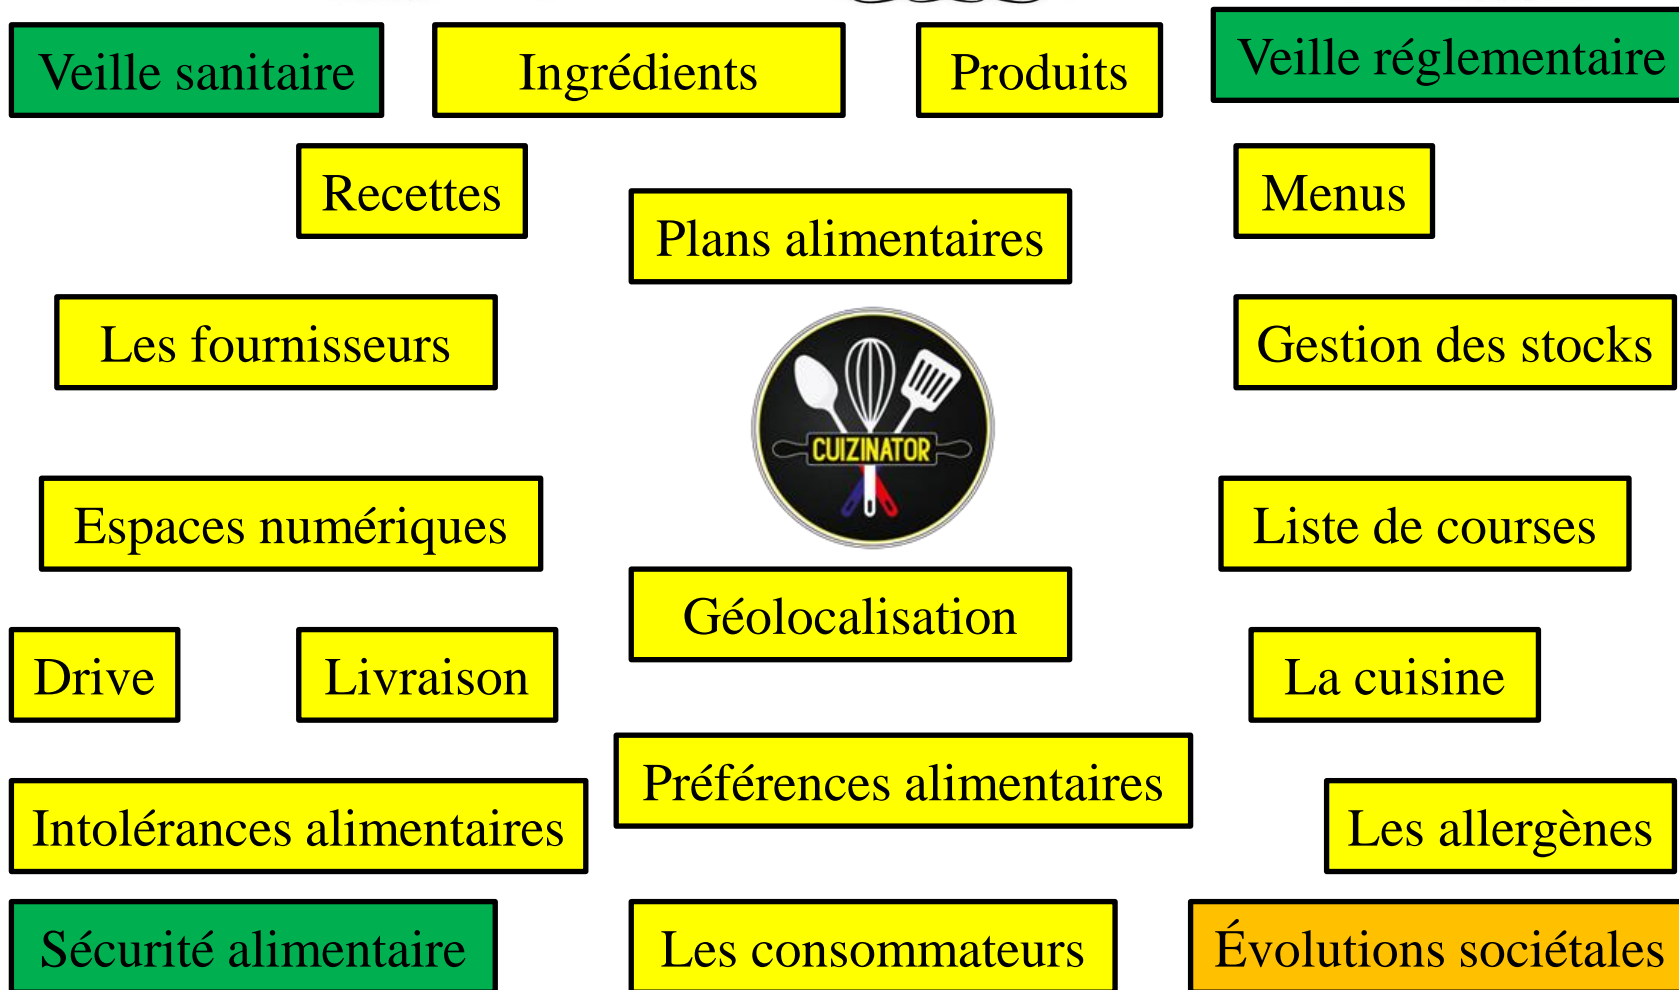 Veille sanitaire
Ingrédients
Produits
Veille réglementaire
Recettes
Plans alimentaires
Menus
Les fournisseurs
Gestion des stocks
CUIZINATOR
Espaces numériques
Liste de courses
Géolocalisation
Drive
Livraison
La cuisine
Préférences alimentaires
Intolérances alimentaires
Les allergènes
Sécurité alimentaire
Les consommateurs
Évolutions sociétales